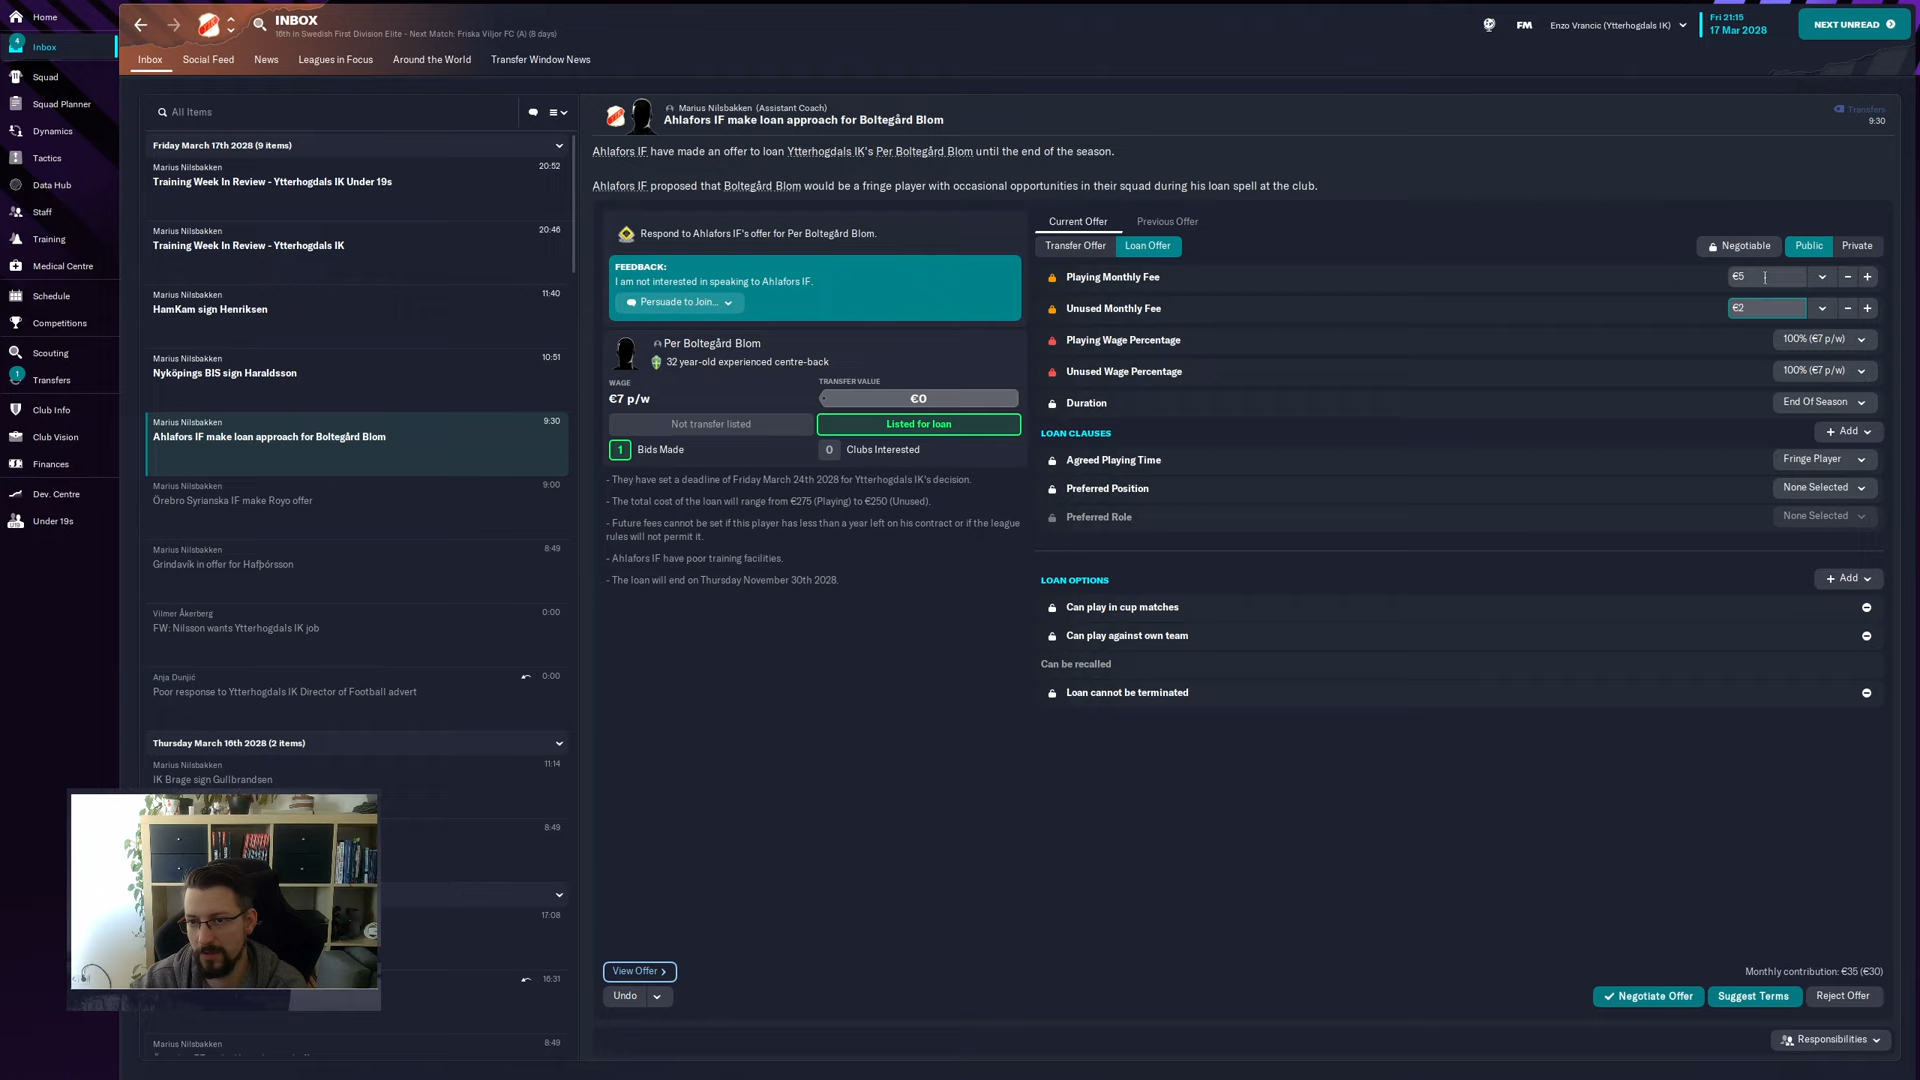 Home
4
Inbox
Squad
Squad Planner
Dynamics
Tactics
Data Hub
Staff
Training
Medical Centre
Schedule
Competitions
Scouting
1
Transfers
Club Info
Club Vision
Finances
Dev. Centre
Under 19s
INBOX
16th in Swedish First Division Elite - Next Match: Friska Viljor FC (A) (8 days)
FM
Enzo Vrancic (Ytterhogdals IK)
Fri 21:15
17 Mar 2028
NEXT UNREAD
Inbox
Social Feed
News
Leagues in Focus
Around the World
Transfer Window News
All Items
Friday March 17th 2028 (9 items)
Marius Nilsbakken 20:52
Training Week In Review - Ytterhogdals IK Under 19s
Marius Nilsbakken 20:46
Training Week In Review - Ytterhogdals IK
Marius Nilsbakken 11:40
HamKam sign Henriksen
Marius Nilsbakken 10:51
Nyköpings BIS sign Haraldsson
Marius Nilsbakken 9:30
Ahlafors IF make loan approach for Boltegård Blom
Marius Nilsbakken 9:00
Örebro Syrianska IF make Royo offer
Marius Nilsbakken 8:49
Grindavík in offer for Hafþórsson
Vilmer Åkerberg 0:00
FW: Nilsson wants Ytterhogdals IK job
Anja Dunjić 0:00
Poor response to Ytterhogdals IK Director of Football advert
Thursday March 16th 2028 (2 items)
Marius Nilsbakken 11:14
IK Brage sign Gullbrandsen
8:49
17:08
16:31
Marius Nilsbakken 8:49
Marius Nilsbakken (Assistant Coach)
Ahlafors IF make loan approach for Boltegård Blom
Transfers
9:30
Ahlafors IF have made an offer to loan Ytterhogdals IK's Per Boltegård Blom until the end of the season.
Ahlafors IF proposed that Boltegård Blom would be a fringe player with occasional opportunities in their squad during his loan spell at the club.
Respond to Ahlafors IF's offer for Per Boltegård Blom.
FEEDBACK:
I am not interested in speaking to Ahlafors IF.
Persuade to Join...
Per Boltegård Blom
32 year-old experienced centre-back
WAGE
€7 p/w
TRANSFER VALUE
€0
Not transfer listed
Listed for loan
1 Bids Made
0 Clubs Interested
- They have set a deadline of Friday March 24th 2028 for Ytterhogdals IK's decision.
- The total cost of the loan will range from €275 (Playing) to €250 (Unused).
- Future fees cannot be set if this player has less than a year left on his contract or if the league
rules will not permit it.
- Ahlafors IF have poor training facilities.
- The loan will end on Thursday November 30th 2028.
View Offer
Undo
Current Offer
Previous Offer
Transfer Offer
Loan Offer
Negotiable
Public
Private
Playing Monthly Fee €5
Unused Monthly Fee €2
Playing Wage Percentage 100% (€7 p/w)
Unused Wage Percentage 100% (€7 p/w)
Duration End Of Season
LOAN CLAUSES + Add
Agreed Playing Time Fringe Player
Preferred Position None Selected
Preferred Role None Selected
LOAN OPTIONS + Add
Can play in cup matches
Can play against own team
Can be recalled
Loan cannot be terminated
Monthly contribution: €35 (€30)
Negotiate Offer
Suggest Terms
Reject Offer
Responsibilities